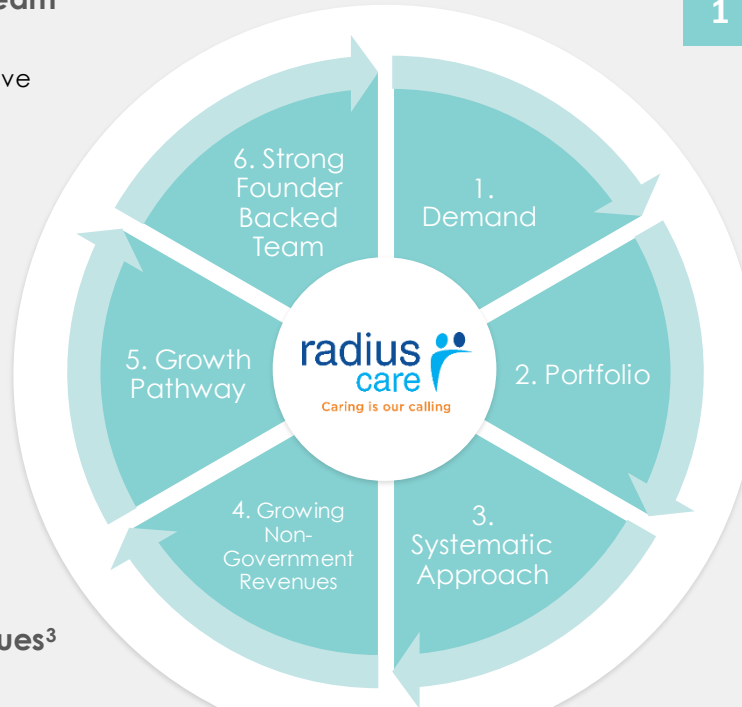 eam
1
ve
6. Strong
Founder
Backed
Team
1.
Demand
5. Growth
Pathway
radius
care
Caring is our calling
2. Portfolio
4. Growing
Non-
Government
Revenues
3.
Systematic
Approach
ues³